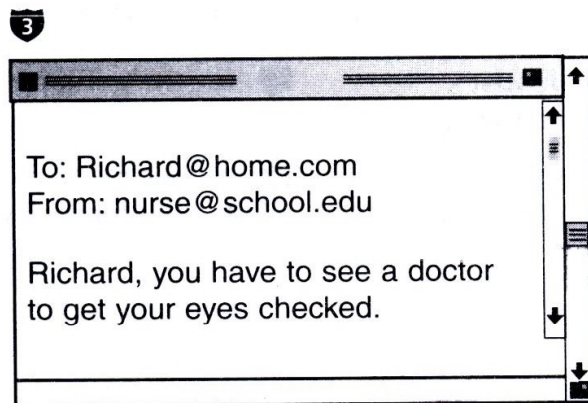 3
To: Richard@home.com
From: nurse@school.edu
Richard, you have to see a doctor
to get your eyes checked.